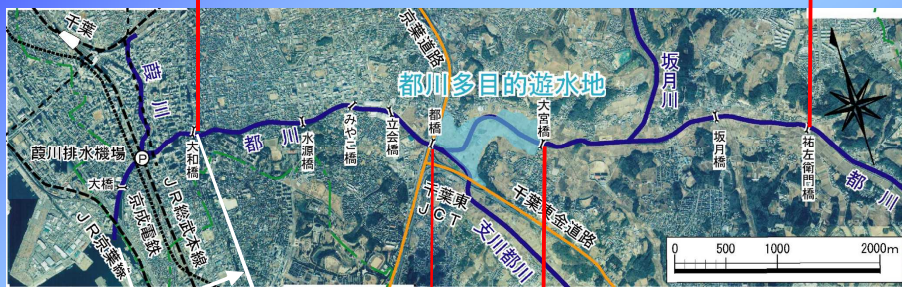 千葉
葭川
京葉道路
坂月川
都川多目的遊水地
葭川排水機場
P
大橋
大和橋
都川
水源橋
みやこ橋
立会橋
都橋
大宮橋
坂月橋
祐左衛門橋
都川
JR京葉線
京成電鉄
JR総武本線
千葉東
JCT
千葉東金道路
支川都川
0 500 1000 2000m